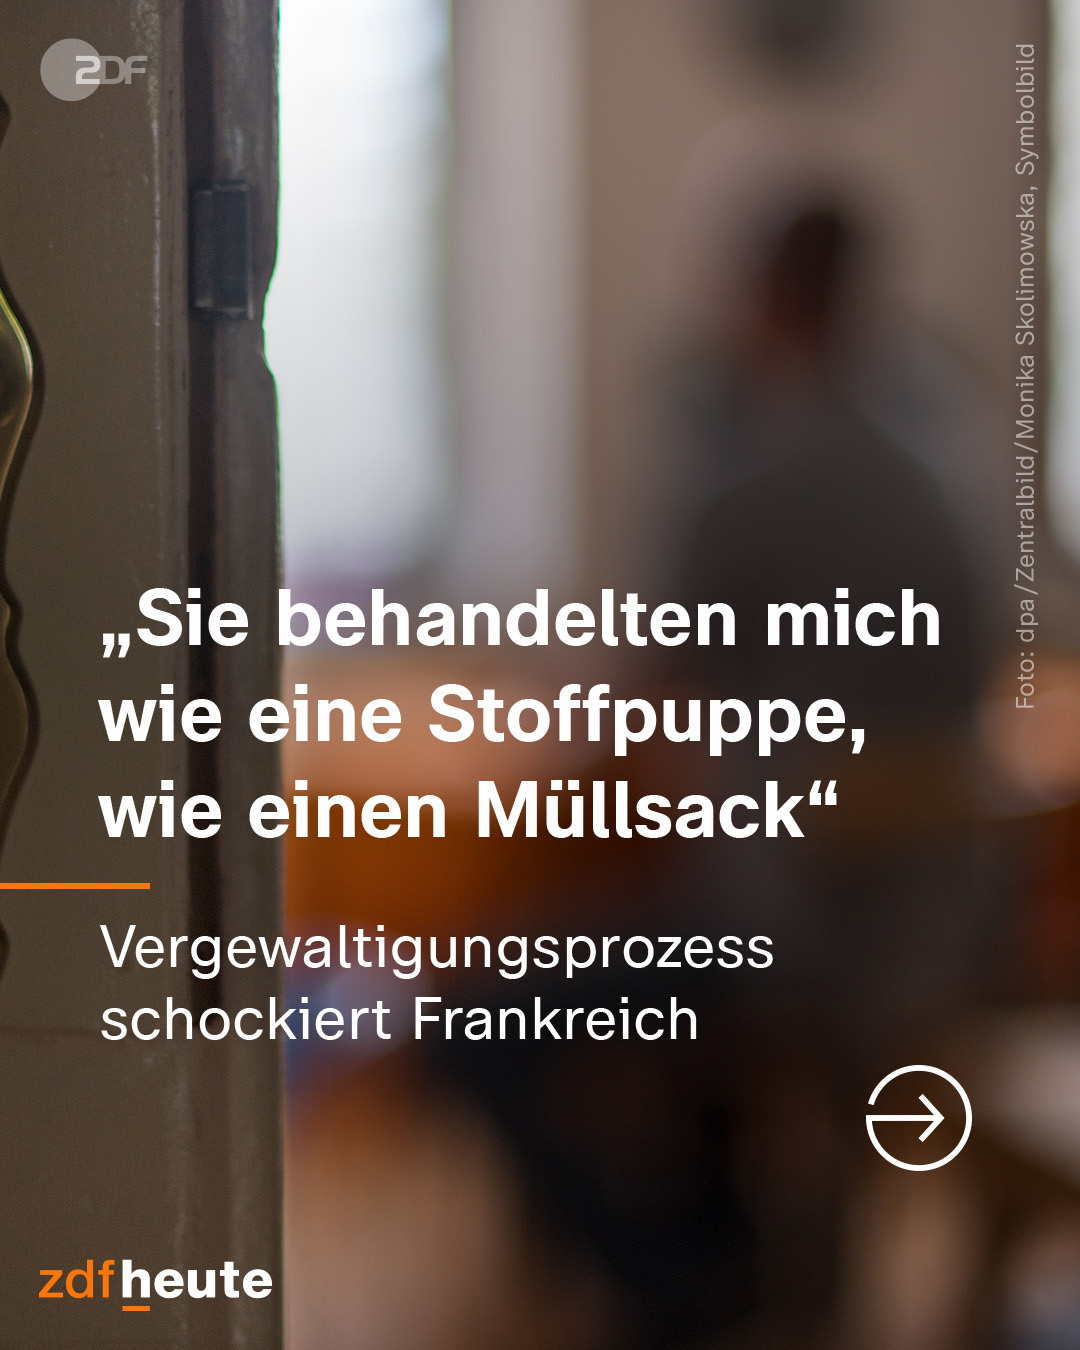 ZDF
Foto: dpa/Zentralbild/Monika Skolimowska, Symbolbild
„Sie behandelten mich
wie eine Stoffpuppe,
wie einen Müllsack“
Vergewaltigungsprozess
schockiert Frankreich
zdfheute